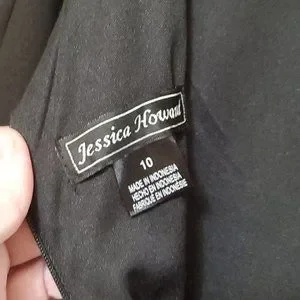 Jessica Howard
10
MADE IN INDONESIA
HECHO EN INDONESIA
FABRIQUE EN INDONESIE